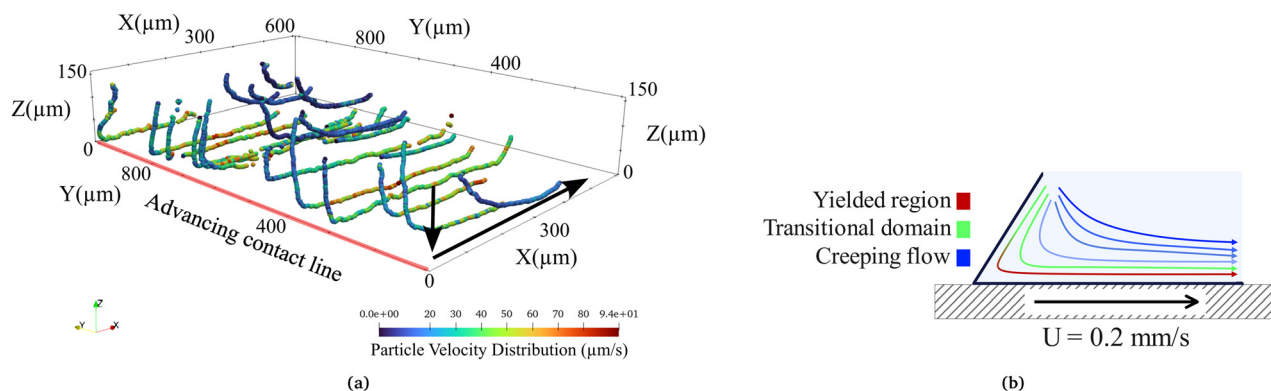 X(µm)
300
600
Y(µm)
800
400
150
Z(µm)
0
150
Z(µm)
0
Y(µm)
800
400
0
Advancing contact line
X(µm)
300
Z
Y
X
0.0e+00 20 30 40 50 60 70 80 9.4e+01
Particle Velocity Distribution (µm/s)
(a)
Yielded region
Transitional domain
Creeping flow
U = 0.2 mm/s
(b)